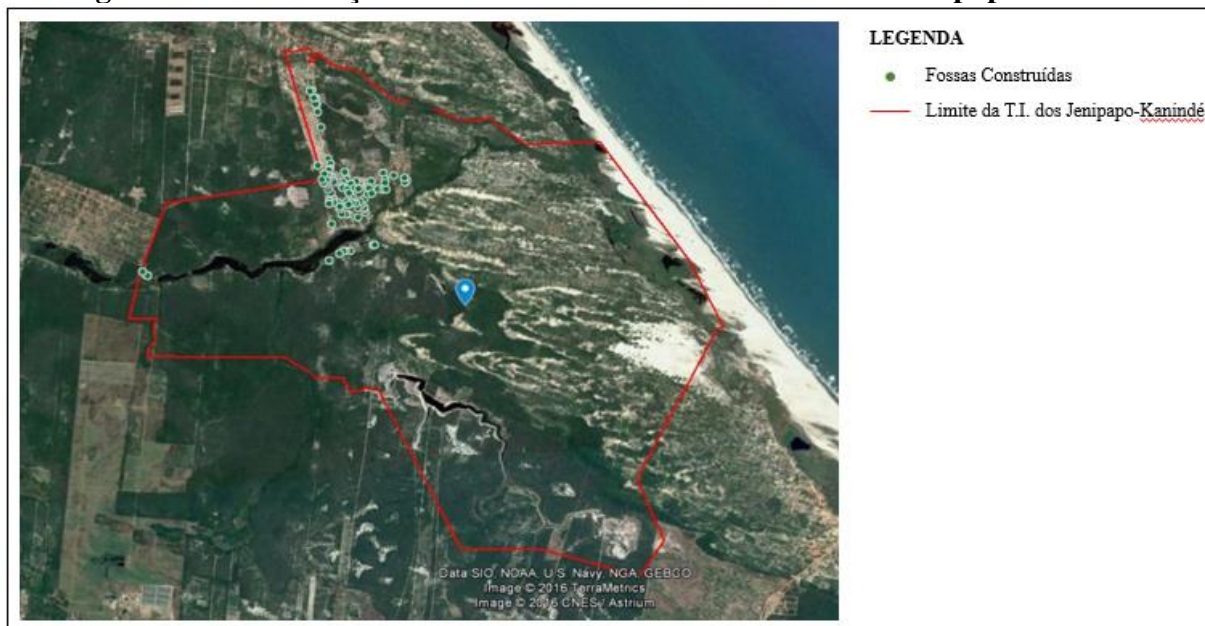 LEGENDA
Fossas Construídas
Limite da T.I. dos Jenipapo-Kanindé
Data SIO, NOAA, U.S. Navy, NGA, GEBCO
Image © 2016 TerraMetrics
Image © 2016 CNES / Astrium